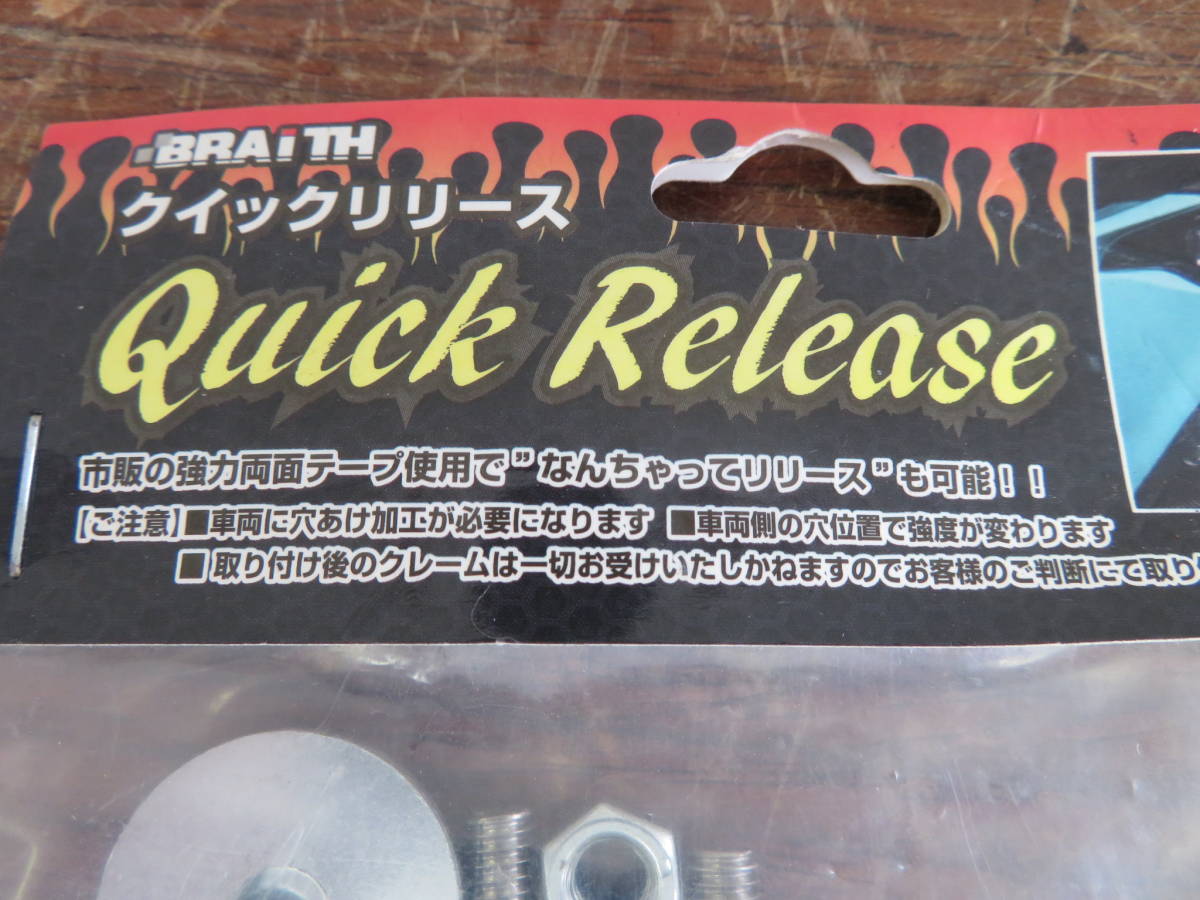 BRAiTH
クイックリリース
Quick Release
市販の強力両面テープ使用で”なんちゃってリリース”も可能！！
【ご注意】■車両に穴あけ加工が必要になります ■車両側の穴位置で強度が変わります
■取り付け後のクレームは一切お受けいたしかねますのでお客様のご判断にて取り